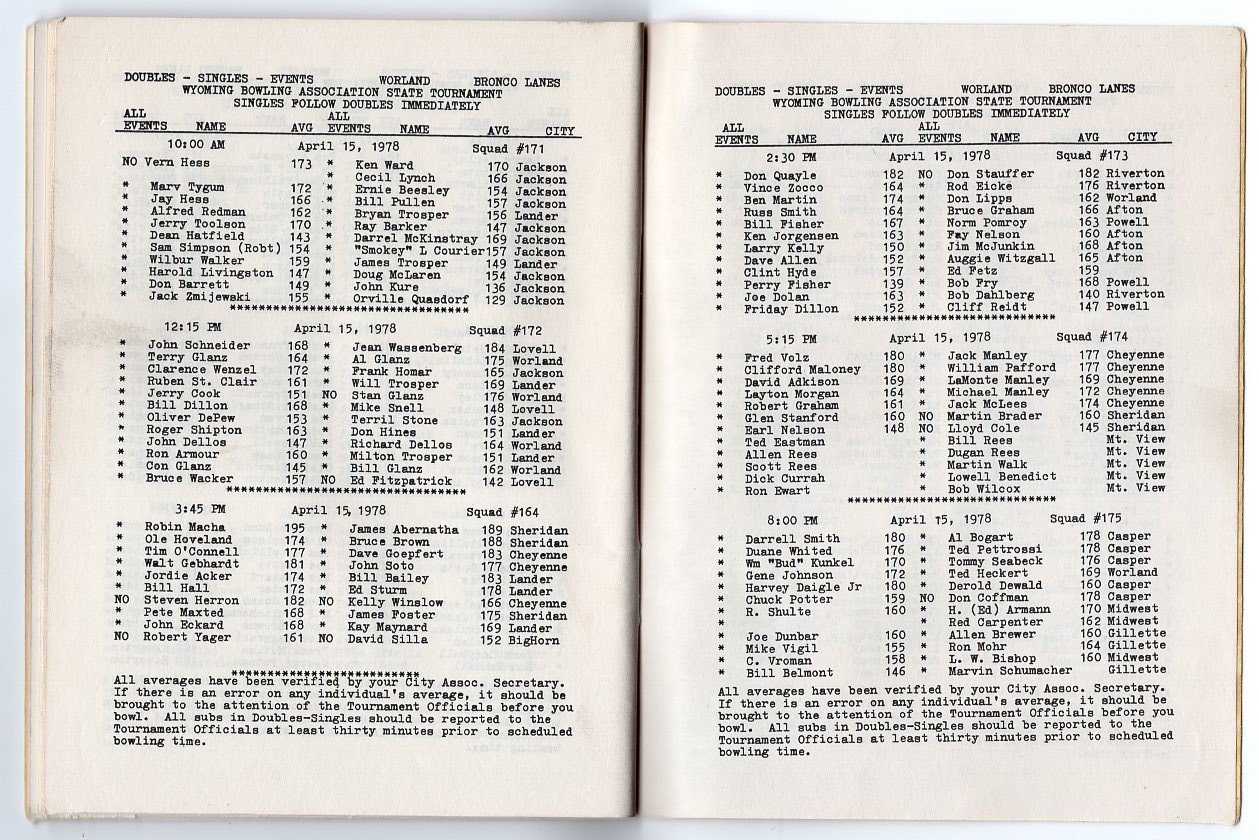 DOUBLES - SINGLES - EVENTS WORLAND BRONCO LANES
WYOMING BOWLING ASSOCIATION STATE TOURNAMENT
SINGLES FOLLOW DOUBLES IMMEDIATELY
ALL ALL
EVENTS NAME AVG EVENTS NAME AVG CITY
10:00 AM April 15, 1978 Squad #171
NO Vern Hess 173 * Ken Ward 170 Jackson
* Cecil Lynch 166 Jackson
* Marv Tygum 172 * Ernie Beesley 154 Jackson
* Jay Hess 166 * Bill Pullen 157 Jackson
* Alfred Redman 162 * Bryan Trosper 156 Lander
* Jerry Toolson 170 * Ray Barker 147 Jackson
* Dean Hatfield 143 * Darrel McKinstray 169 Jackson
* Sam Simpson (Robt) 154 * "Smokey" L Courier 157 Jackson
* Wilbur Walker 159 * James Trosper 149 Lander
* Harold Livingston 147 * Doug McLaren 154 Jackson
* Don Barrett 149 * John Kure 136 Jackson
* Jack Zmijewski 155 * Orville Quasdorf 129 Jackson
******************************
12:15 PM April 15, 1978 Squad #172
* John Schneider 168 * Jean Wassenberg 184 Lovell
* Terry Glanz 164 * Al Glanz 175 Worland
* Clarence Wenzel 172 * Frank Homar 165 Jackson
* Ruben St. Clair 161 * Will Trosper 169 Lander
* Jerry Cook 151 NO Stan Glanz 176 Worland
* Bill Dillon 168 * Mike Snell 148 Lovell
* Oliver DePew 153 * Terril Stone 163 Jackson
* Roger Shipton 163 * Don Hines 151 Lander
* John Dellos 147 * Richard Dellos 164 Worland
* Ron Armour 160 * Milton Trosper 151 Lander
* Con Glanz 145 * Bill Glanz 162 Worland
* Bruce Wacker 157 NO Ed Fitzpatrick 142 Lovell
******************************
3:45 PM April 15, 1978 Squad #164
* Robin Macha 195 * James Abernatha 189 Sheridan
* Ole Hoveland 174 * Bruce Brown 188 Sheridan
* Tim O'Connell 177 * Dave Goepfert 183 Cheyenne
* Walt Gebhardt 181 * John Soto 177 Cheyenne
* Jordie Acker 174 * Bill Bailey 183 Lander
* Bill Hall 172 * Ed Sturm 178 Lander
NO Steven Herron 182 NO Kelly Winslow 166 Cheyenne
* Pete Maxted 168 * James Foster 175 Sheridan
* John Eckard 168 * Kay Maynard 169 Lander
NO Robert Yager 161 NO David Silla 152 BigHorn
************************
All averages have been verified by your City Assoc. Secretary.
If there is an error on any individual's average, it should be
brought to the attention of the Tournament Officials before you
bowl. All subs in Doubles-Singles should be reported to the
Tournament Officials at least thirty minutes prior to scheduled
bowling time.
DOUBLES - SINGLES - EVENTS WORLAND BRONCO LANES
WYOMING BOWLING ASSOCIATION STATE TOURNAMENT
SINGLES FOLLOW DOUBLES IMMEDIATELY
ALL ALL
EVENTS NAME AVG EVENTS NAME AVG CITY
2:30 PM April 15, 1978 Squad #173
* Don Quayle 182 NO Don Stauffer 182 Riverton
* Vince Zocco 164 * Rod Eicke 176 Riverton
* Ben Martin 174 * Don Lipps 162 Worland
* Russ Smith 164 * Bruce Graham 166 Afton
* Bill Fisher 167 * Norm Pomroy 163 Powell
* Ken Jorgensen 163 * Fay Nelson 160 Afton
* Larry Kelly 150 * Jim McJunkin 168 Afton
* Dave Allen 152 * Auggie Witzgall 165 Afton
* Clint Hyde 157 * Ed Fetz 159
* Perry Fisher 139 * Bob Fry 168 Powell
* Joe Dolan 163 * Bob Dahlberg 140 Riverton
* Friday Dillon 152 * Cliff Reidt 147 Powell
*************************
5:15 PM April 15, 1978 Squad #174
* Fred Volz 180 * Jack Manley 177 Cheyenne
* Clifford Maloney 180 * William Pafford 177 Cheyenne
* David Adkison 169 * LaMonte Manley 169 Cheyenne
* Layton Morgan 164 * Michael Manley 172 Cheyenne
* Robert Graham 161 * Jack McLees 174 Cheyenne
* Glen Stanford 160 NO Martin Brader 160 Sheridan
* Earl Nelson 148 NO Lloyd Cole 145 Sheridan
* Ted Eastman * Bill Rees Mt. View
* Allen Rees * Dugan Rees Mt. View
* Scott Rees * Martin Walk Mt. View
* Dick Currah * Lowell Benedict Mt. View
* Ron Ewart * Bob Wilcox Mt. View
**************************
8:00 PM April 15, 1978 Squad #175
* Darrell Smith 180 * Al Bogart 178 Casper
* Duane Whited 176 * Ted Pettrossi 178 Casper
* Wm "Bud" Kunkel 170 * Tommy Seabeck 176 Casper
* Gene Johnson 172 * Ted Heckert 169 Worland
* Harvey Daigle Jr 180 * Derold Dewald 160 Casper
* Chuck Potter 159 NO Don Coffman 178 Casper
* R. Shulte 160 * H. (Ed) Armann 170 Midwest
* * Red Carpenter 162 Midwest
* Joe Dunbar 160 * Allen Brewer 160 Gillette
* Mike Vigil 155 * Ron Mohr 164 Gillette
* C. Vroman 158 * L. W. Bishop 160 Midwest
* Bill Belmont 146 * Marvin Schumacher Gillette
All averages have been verified by your City Assoc. Secretary.
If there is an error on any individual's average, it should be
brought to the attention of the Tournament Officials before you
bowl. All subs in Doubles-Singles should be reported to the
Tournament Officials at least thirty minutes prior to scheduled
bowling time.